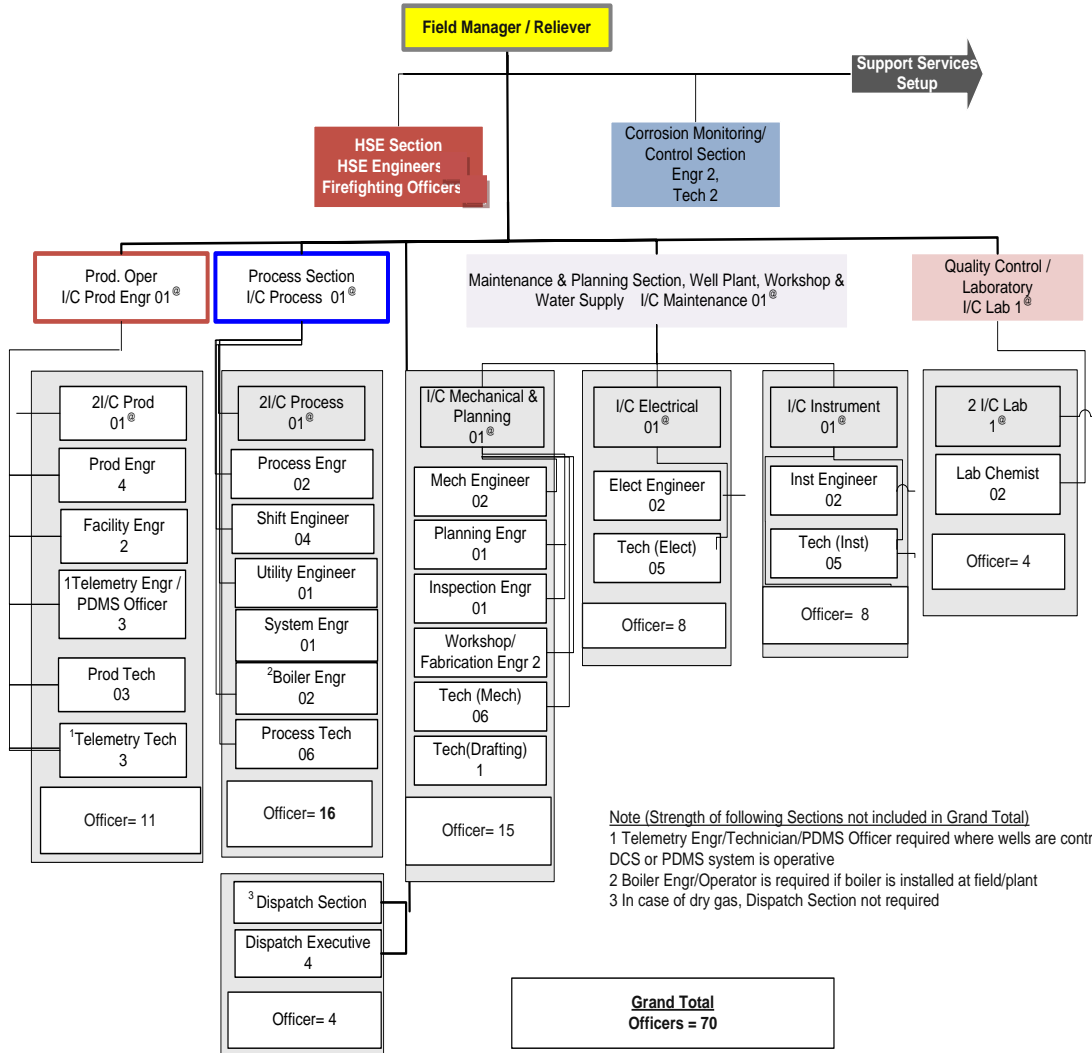 Field Manager / Reliever
Support Services
Setup
HSE Section
HSE Engineers
Firefighting Officers
Corrosion Monitoring/
Control Section
Engr 2,
Tech 2
Prod. Oper
I/C Prod Engr 01@
Process Section
I/C Process 01@
Maintenance & Planning Section, Well Plant, Workshop &
Water Supply I/C Maintenance 01@
Quality Control /
Laboratory
I/C Lab 1@
2I/C Prod
01@
Prod Engr
4
Facility Engr
2
1Telemetry Engr /
PDMS Officer
3
Prod Tech
03
1Telemetry Tech
3
Officer= 11
2I/C Process
01@
Process Engr
02
Shift Engineer
04
Utility Engineer
01
System Engr
01
2Boiler Engr
02
Process Tech
06
Officer= 16
3 Dispatch Section
Dispatch Executive
4
Officer= 4
I/C Mechanical &
Planning
01@
Mech Engineer
02
Planning Engr
01
Inspection Engr
01
Workshop/
Fabrication Engr 2
Tech (Mech)
06
Tech(Drafting)
1
Officer= 15
I/C Electrical
01@
Elect Engineer
02
Tech (Elect)
05
Officer= 8
I/C Instrument
01@
Inst Engineer
02
Tech (Inst)
05
Officer= 8
2 I/C Lab
1@
Lab Chemist
02
Officer= 4
Note (Strength of following Sections not included in Grand Total)
1 Telemetry Engr/Technician/PDMS Officer required where wells are contr
DCS or PDMS system is operative
2 Boiler Engr/Operator is required if boiler is installed at field/plant
3 In case of dry gas, Dispatch Section not required
Grand Total
Officers = 70